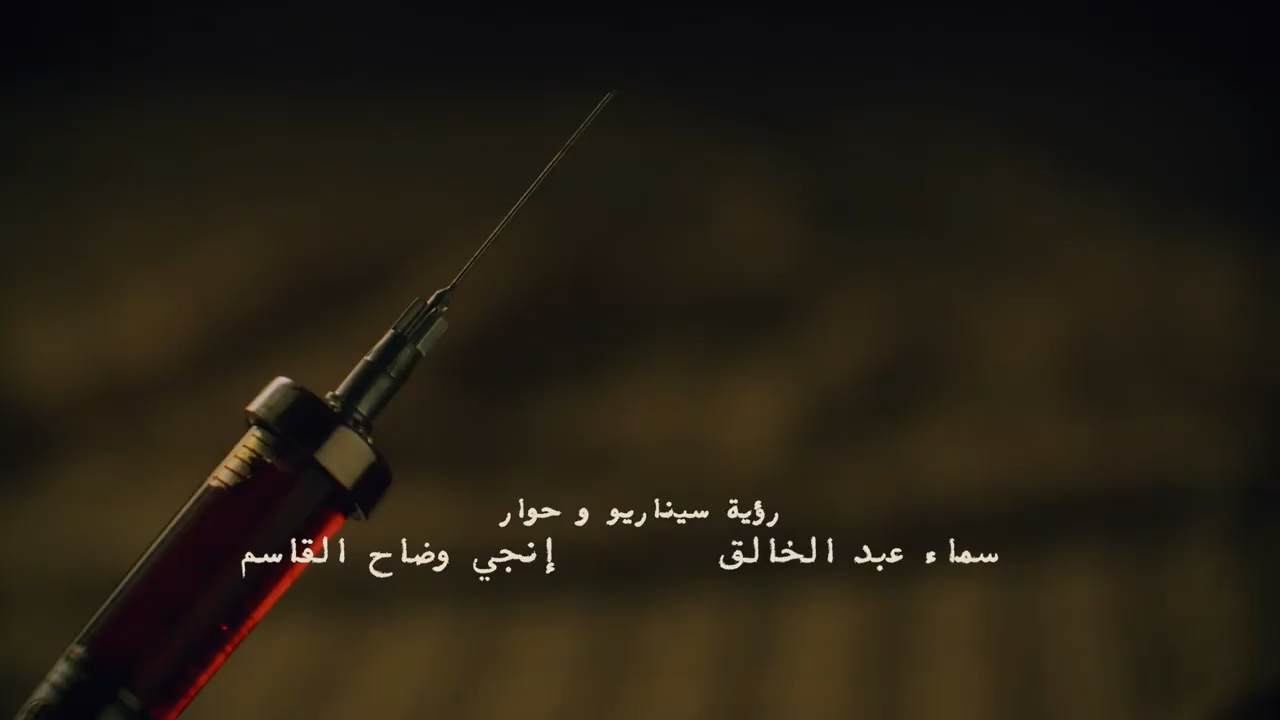 رؤية سيناريو و حوار
سماء عبد الخالق إنجي وضاح القاسم